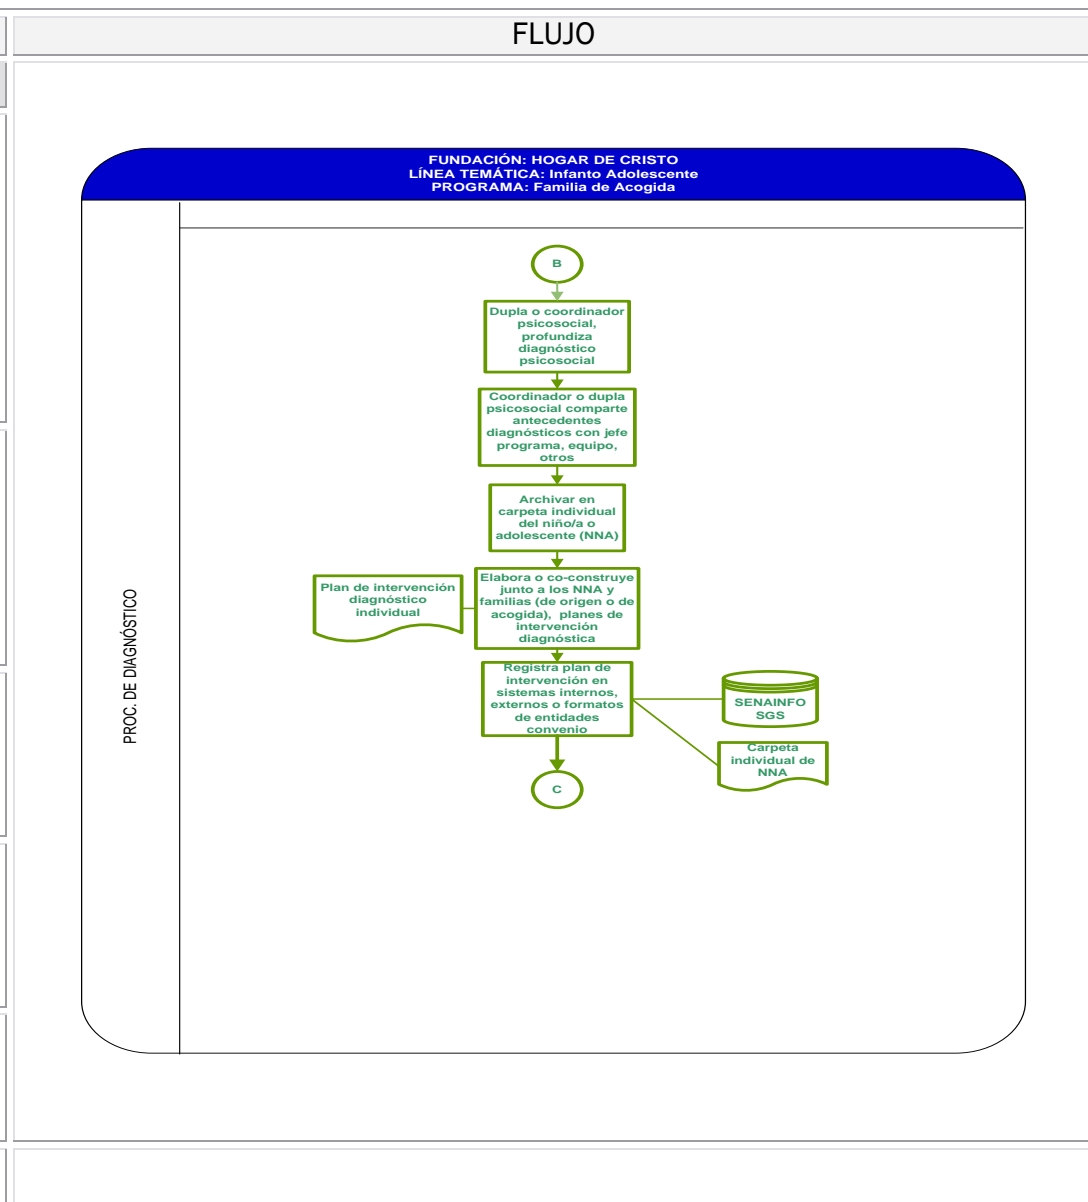 FLUJO
FUNDACIÓN: HOGAR DE CRISTO
LÍNEA TEMÁTICA: Infanto Adolescente
PROGRAMA: Familia de Acogida
PROC. DE DIAGNÓSTICO
B
Dupla o coordinador
psicosocial,
profundiza
diagnóstico
psicosocial
Coordinador o dupla
psicosocial comparte
antecedentes
diagnósticos con jefe
programa, equipo,
otros
Archivar en
carpeta individual
del niño/a o
adolescente (NNA)
Plan de intervención
diagnóstico
individual
Elabora o co-construye
junto a los NNA y
familias (de origen o de
acogida), planes de
intervención
diagnóstica
Registra plan de
intervención en
sistemas internos,
externos o formatos
de entidades
convenio
SENAINFO
SGS
Carpeta
individual de
NNA
C